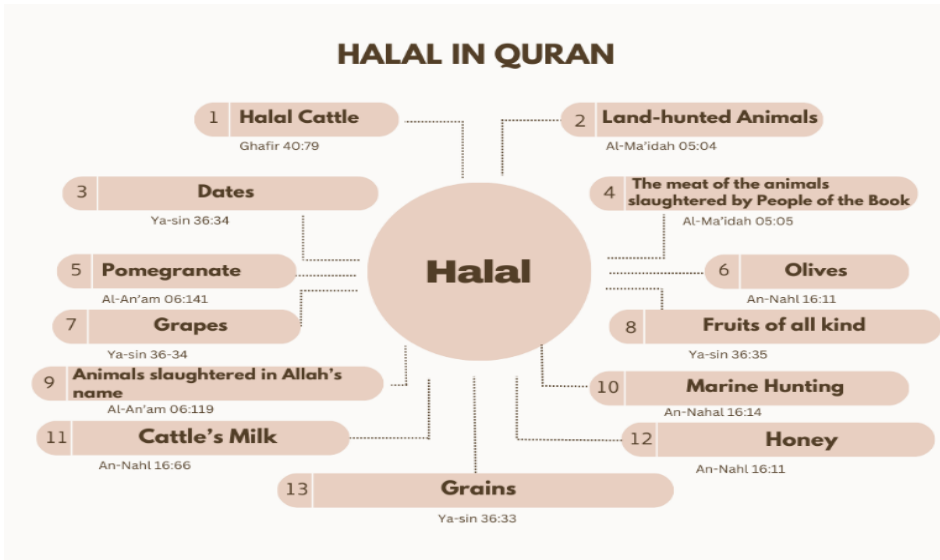 HALAL IN QURAN
1 Halal Cattle
Ghafir 40:79
2 Land-hunted Animals
Al-Ma'idah 05:04
3 Dates
Ya-sin 36:34
4 The meat of the animals
slaughtered by People of the Book
Al-Ma'idah 05:05
Halal
5 Pomegranate
Al-An'am 06:141
6 Olives
An-Nahl 16:11
7 Grapes
Ya-sin 36-34
8 Fruits of all kind
Ya-sin 36:35
9 Animals slaughtered in Allah's
name
Al-An'am 06:119
10 Marine Hunting
An-Nahal 16:14
11 Cattle's Milk
An-Nahl 16:66
12 Honey
An-Nahl 16:11
13 Grains
Ya-sin 36:33